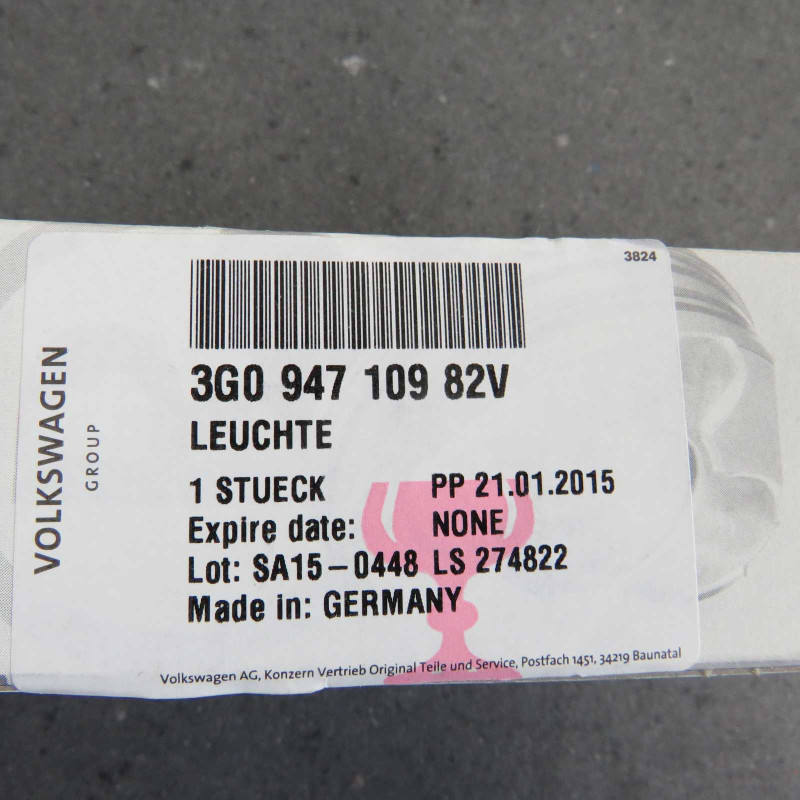 3824
VOLKSWAGEN
GROUP
3G0 947 109 82V
LEUCHTE
1 STUECK PP 21.01.2015
Expire date: NONE
Lot: SA15-0448 LS 274822
Made in: GERMANY
Volkswagen AG, Konzern Vertrieb Original Teile und Service, Postfach 1451, 34219 Baunatal